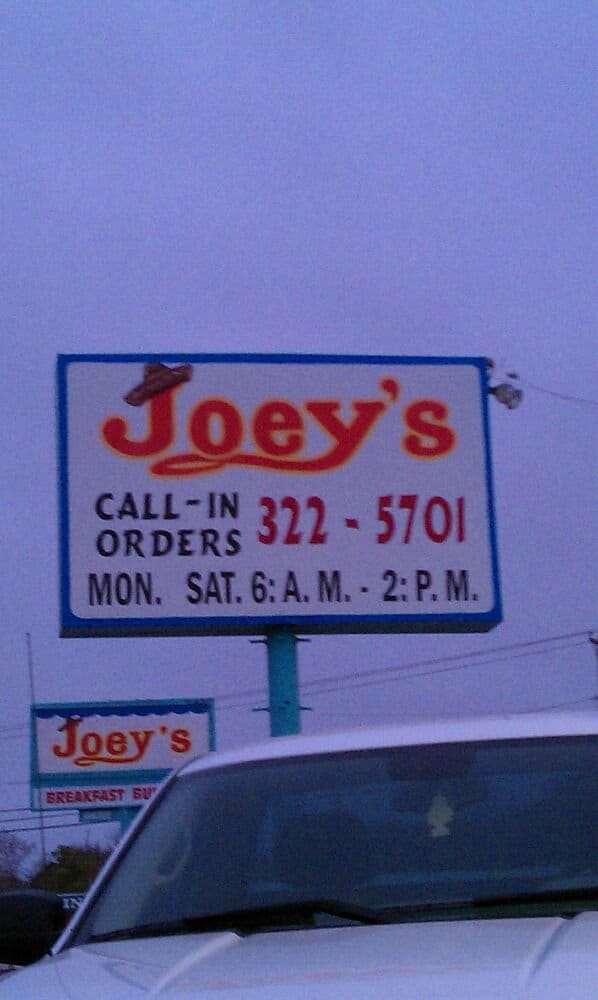 Joey's
CALL-IN
ORDERS
322 - 5701
MON. SAT. 6: A.M. - 2: P.M.
Joey's
BREAKFAST